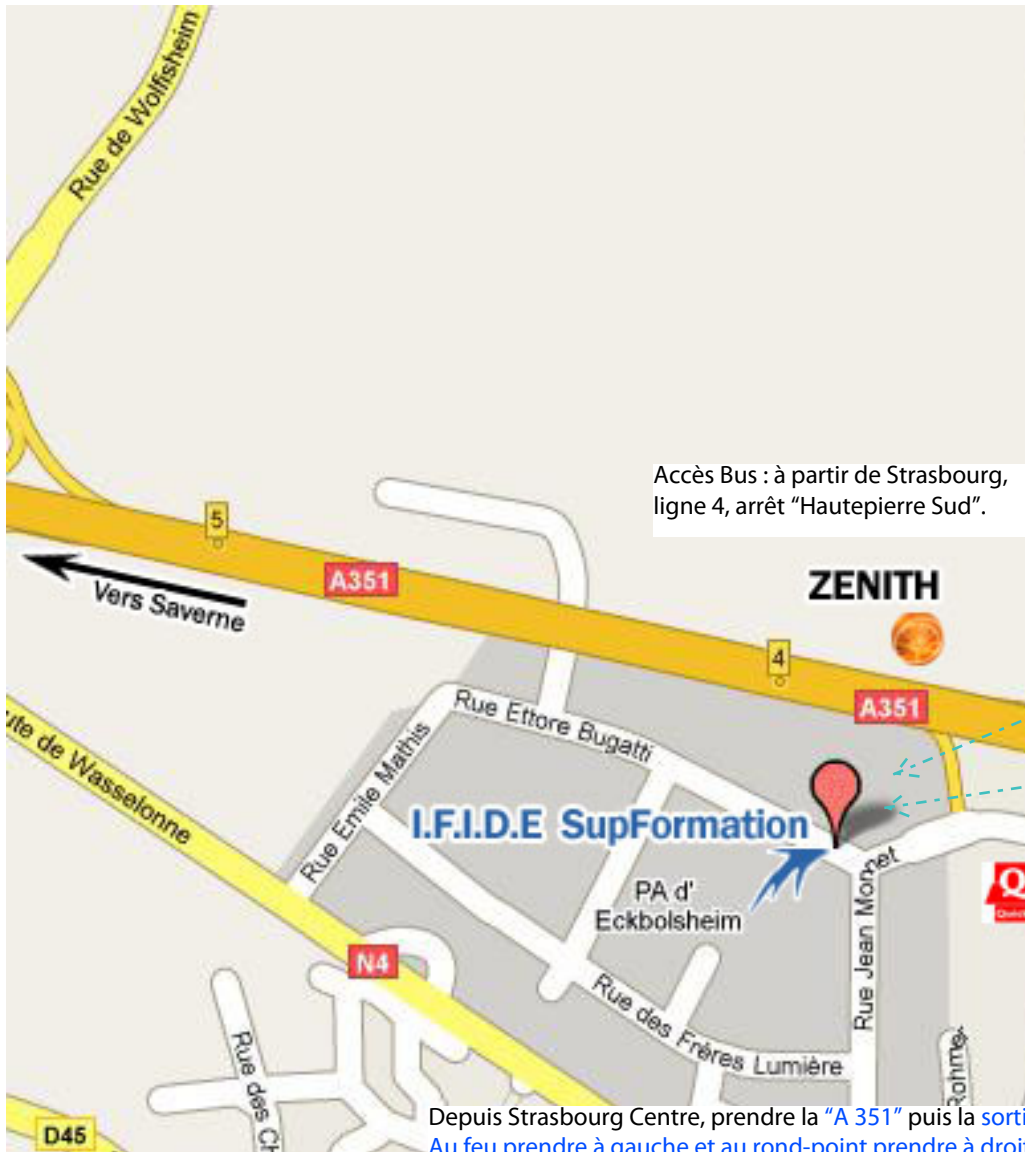 Rue de Wolfisheim
Accès Bus : à partir de Strasbourg,
ligne 4, arrêt “Hautepierre Sud”.
5
A351
Vers Saverne
ZENITH
4
A351
Rue Ettore Bugatti
ute de Wasselonne
Rue Emile Mathis
I.F.I.D.E SupFormation
PA d'
Eckbolsheim
Rue Jean Monnet
Q
N4
Rue des Frères Lumière
Rue des Ch
Rohmer
D45
Depuis Strasbourg Centre, prendre la “A 351” puis la sorti
Au feu prendre à gauche et au rond-point prendre à droit